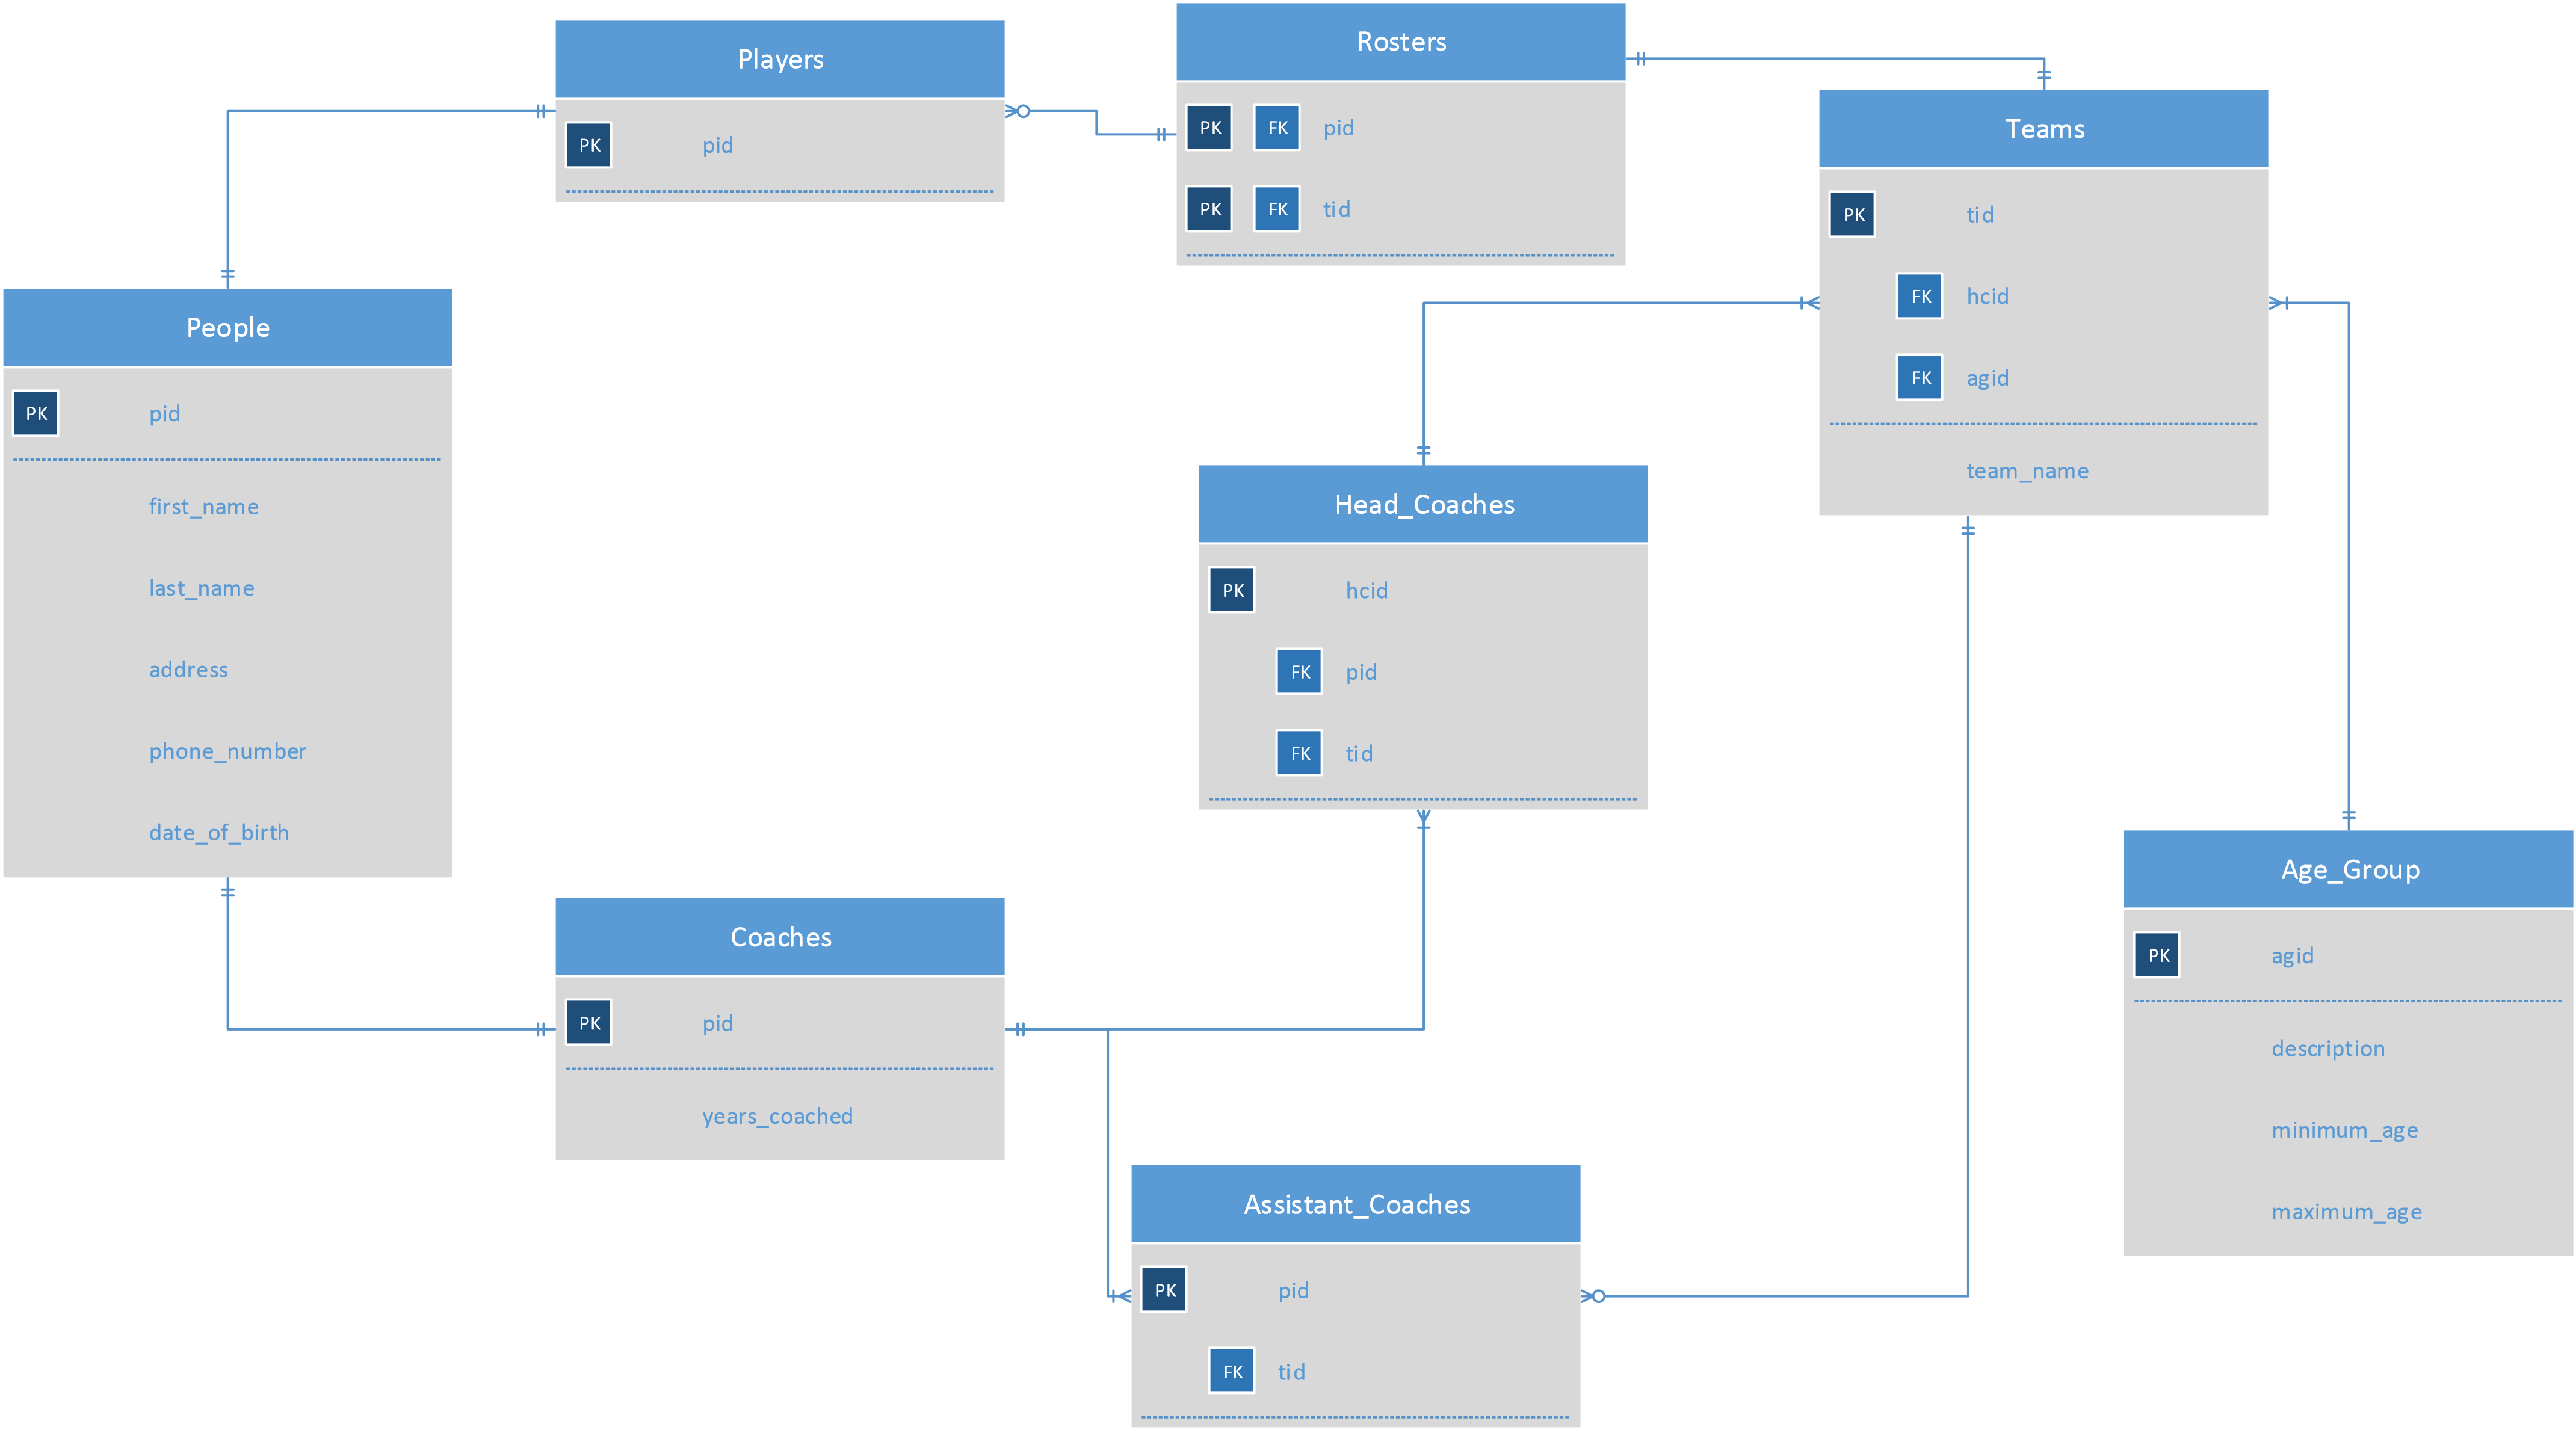 Players
PK pid
Rosters
PK FK pid
PK FK tid
Teams
PK tid
FK hcid
FK agid
team_name
People
PK pid
first_name
last_name
address
phone_number
date_of_birth
Head_Coaches
PK hcid
FK pid
FK tid
Coaches
PK pid
years_coached
Age_Group
PK agid
description
minimum_age
maximum_age
Assistant_Coaches
PK pid
FK tid